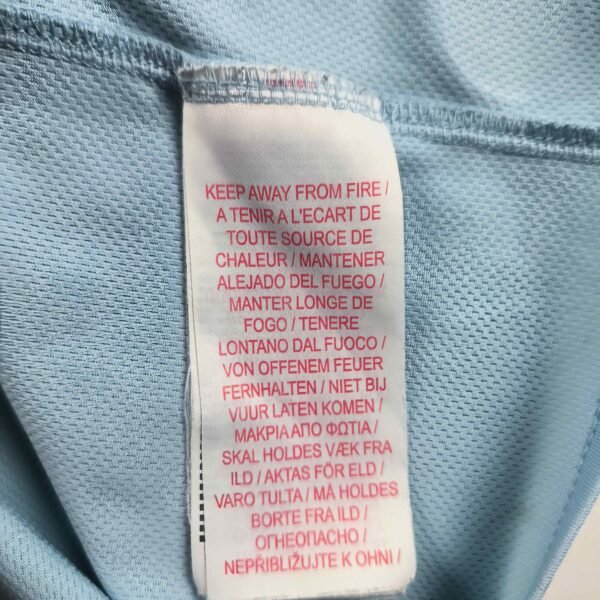 KEEP AWAY FROM FIRE /
A TENIR A L'ECART DE
TOUTE SOURCE DE
CHALEUR / MANTENER
ALEJADO DEL FUEGO /
MANTER LONGE DE
FOGO / TENERE
LONTANO DAL FUOCO /
VON OFFENEM FEUER
FERNHALTEN / NIET BIJ
VUUR LATEN KOMEN /
ΜΑΚΡΙΑ ΑΠΟ ΦΩΤΙΑ /
SKAL HOLDES VÆK FRA
ILD / AKTAS FÖR ELD /
VARO TULTA / MÅ HOLDES
BORTE FRA ILD /
ОГНЕОПАСНО /
NEPŘIBLIŽUJTE K OHNI /